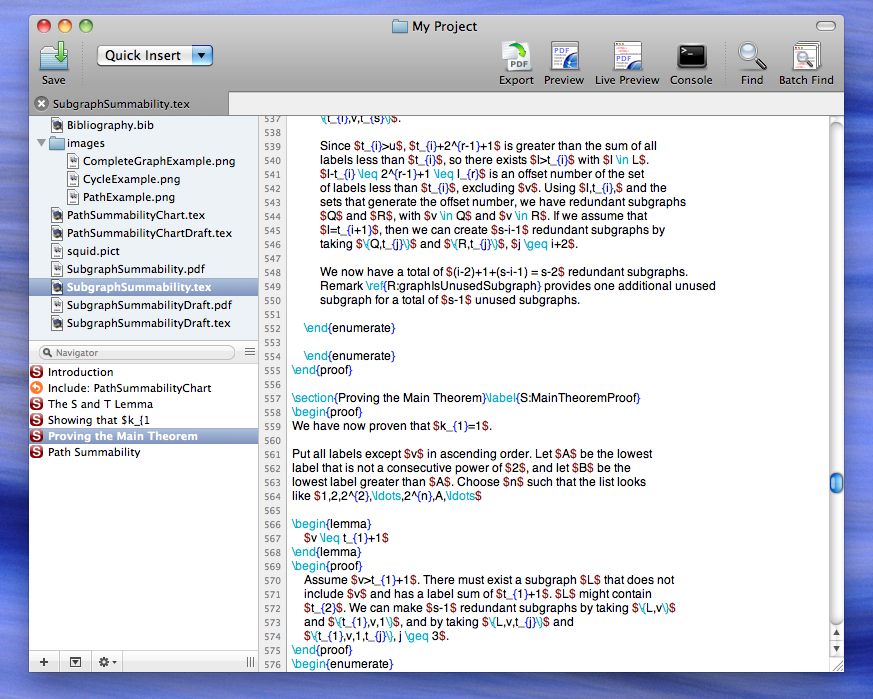 My Project
Save
Quick Insert
PDF
Export
PDF
Preview
Live Preview
Console
Find
Batch Find
SubgraphSummability.tex
Bibliography.bib
images
CompleteGraphExample.png
CycleExample.png
PathExample.png
PathSummabilityChart.tex
PathSummabilityChartDraft.tex
squid.pict
SubgraphSummability.pdf
SubgraphSummability.tex
SubgraphSummabilityDraft.pdf
SubgraphSummabilityDraft.tex
Navigator
S Introduction
Include: PathSummabilityChart
S The S and T Lemma
S Showing that $k_{1
S Proving the Main Theorem
S Path Summability
537 \{t_{i},v,t_{s}\}$.
538
539 Since $t_{i}>u$, $t_{i}+2^{r-1}+1$ is greater than the sum of all
540 labels less than $t_{i}$, so there exists $l>t_{i}$ with $l \in L$.
541 $l-t_{i} \leq 2^{r-1}+1 \leq l_{r}$ is an offset number of the set
542 of labels less than $t_{i}$, excluding $v$. Using $l,t_{i},$ and the
543 sets that generate the offset number, we have redundant subgraphs
544 $Q$ and $R$, with $v \in Q$ and $v \in R$. If we assume that
545 $l=t_{i+1}$, then we can create $s-i-1$ redundant subgraphs by
546 taking $\{Q,t_{j}\}$ and $\{R,t_{j}\}$, $j \geq i+2$.
547
548 We now have a total of $(i-2)+1+(s-i-1) = s-2$ redundant subgraphs.
549 Remark \ref{R:graphIsUnusedSubgraph} provides one additional unused
550 subgraph for a total of $s-1$ unused subgraphs.
551
552 \end{enumerate}
553
554 \end{enumerate}
555 \end{proof}
556
557 \section{Proving the Main Theorem}\label{S:MainTheoremProof}
558 \begin{proof}
559 We have now proven that $k_{1}=1$.
560
561 Put all labels except $v$ in ascending order. Let $A$ be the lowest
562 label that is not a consecutive power of $2$, and let $B$ be the
563 lowest label greater than $A$. Choose $n$ such that the list looks
564 like $1,2,2^{2},\ldots,2^{n},A,\ldots$
565
566 \begin{lemma}
567 $v \leq t_{1}+1$
568 \end{lemma}
569 \begin{proof}
570 Assume $v>t_{1}+1$. There must exist a subgraph $L$ that does not
571 include $v$ and has a label sum of $t_{1}+1$. $L$ might contain
572 $t_{2}$. We can make $s-1$ redundant subgraphs by taking $\{L,v\}$
573 and $\{t_{1},v,1\}$, and by taking $\{L,v,t_{j}\}$ and
574 $\{t_{1},v,1,t_{j}\}, j \geq 3$.
575 \end{proof}
576 \begin{enumerate}